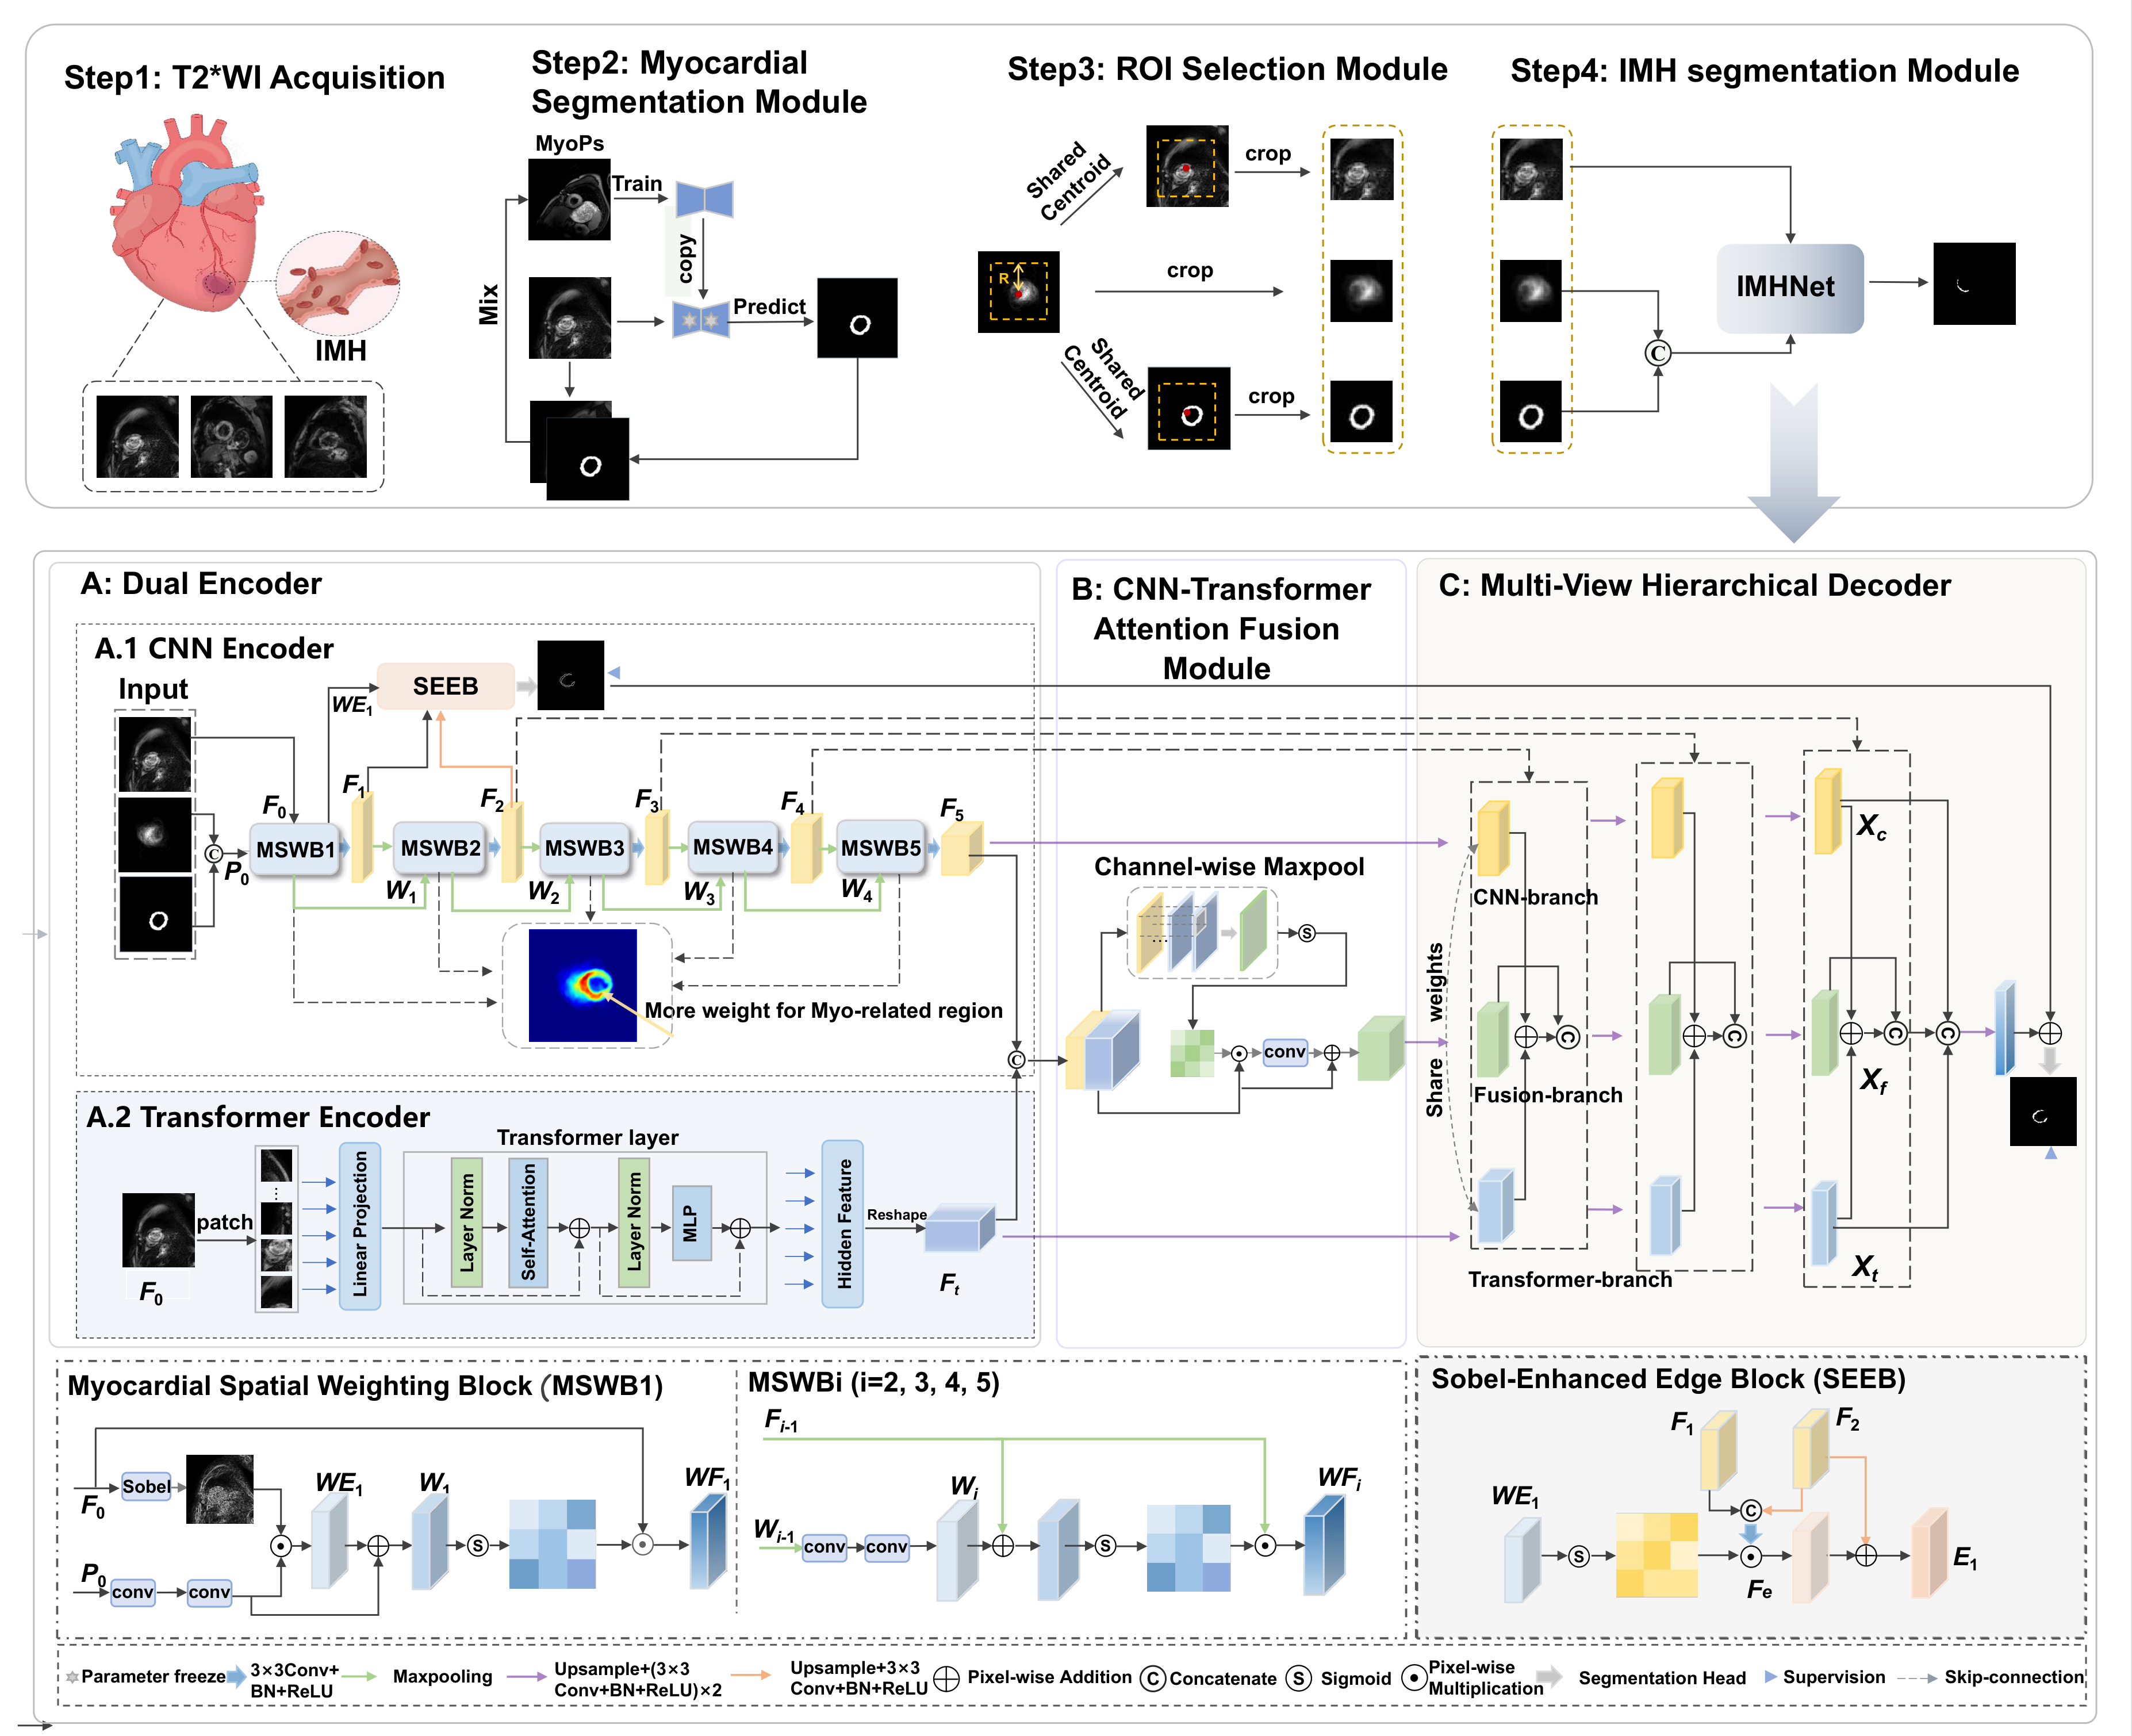 Step1: T2*WI Acquisition
IMH
Step2: Myocardial
Segmentation Module
MyoPs
Train
copy
Mix
Predict
Step3: ROI Selection Module
Shared
Centroid
crop
R
crop
Shared
Centroid
crop
Step4: IMH segmentation Module
IMHNet
C
A: Dual Encoder
A.1 CNN Encoder
Input
WE1
SEEB
F0
F1
F2
F3
F4
F5
C
P0
MSWB1
MSWB2
MSWB3
MSWB4
MSWB5
W1
W2
W3
W4
More weight for Myo-related region
C
A.2 Transformer Encoder
F0
patch
...
Linear Projection
Transformer layer
Layer Norm
Self-Attention
Layer Norm
MLP
Hidden Feature
Reshape
Ft
B: CNN-Transformer
Attention Fusion
Module
Channel-wise Maxpool
...
S
conv
C: Multi-View Hierarchical Decoder
CNN-branch
Share weights
Fusion-branch
Transformer-branch
C
C
C
C
Xc
Xf
Xt
Myocardial Spatial Weighting Block (MSWB1)
F0
Sobel
P0
conv
conv
WE1
W1
S
WF1
MSWBi (i=2, 3, 4, 5)
Fi-1
Wi-1
conv
conv
Wi
S
WFi
Sobel-Enhanced Edge Block (SEEB)
F1
F2
WE1
S
C
Fe
E1
Parameter freeze
3×3Conv+
BN+ReLU
Maxpooling
Upsample+(3×3
Conv+BN+ReLU)×2
Upsample+3×3
Conv+BN+ReLU
Pixel-wise Addition
C Concatenate
S Sigmoid
Pixel-wise
Multiplication
Segmentation Head
Supervision
Skip-connection